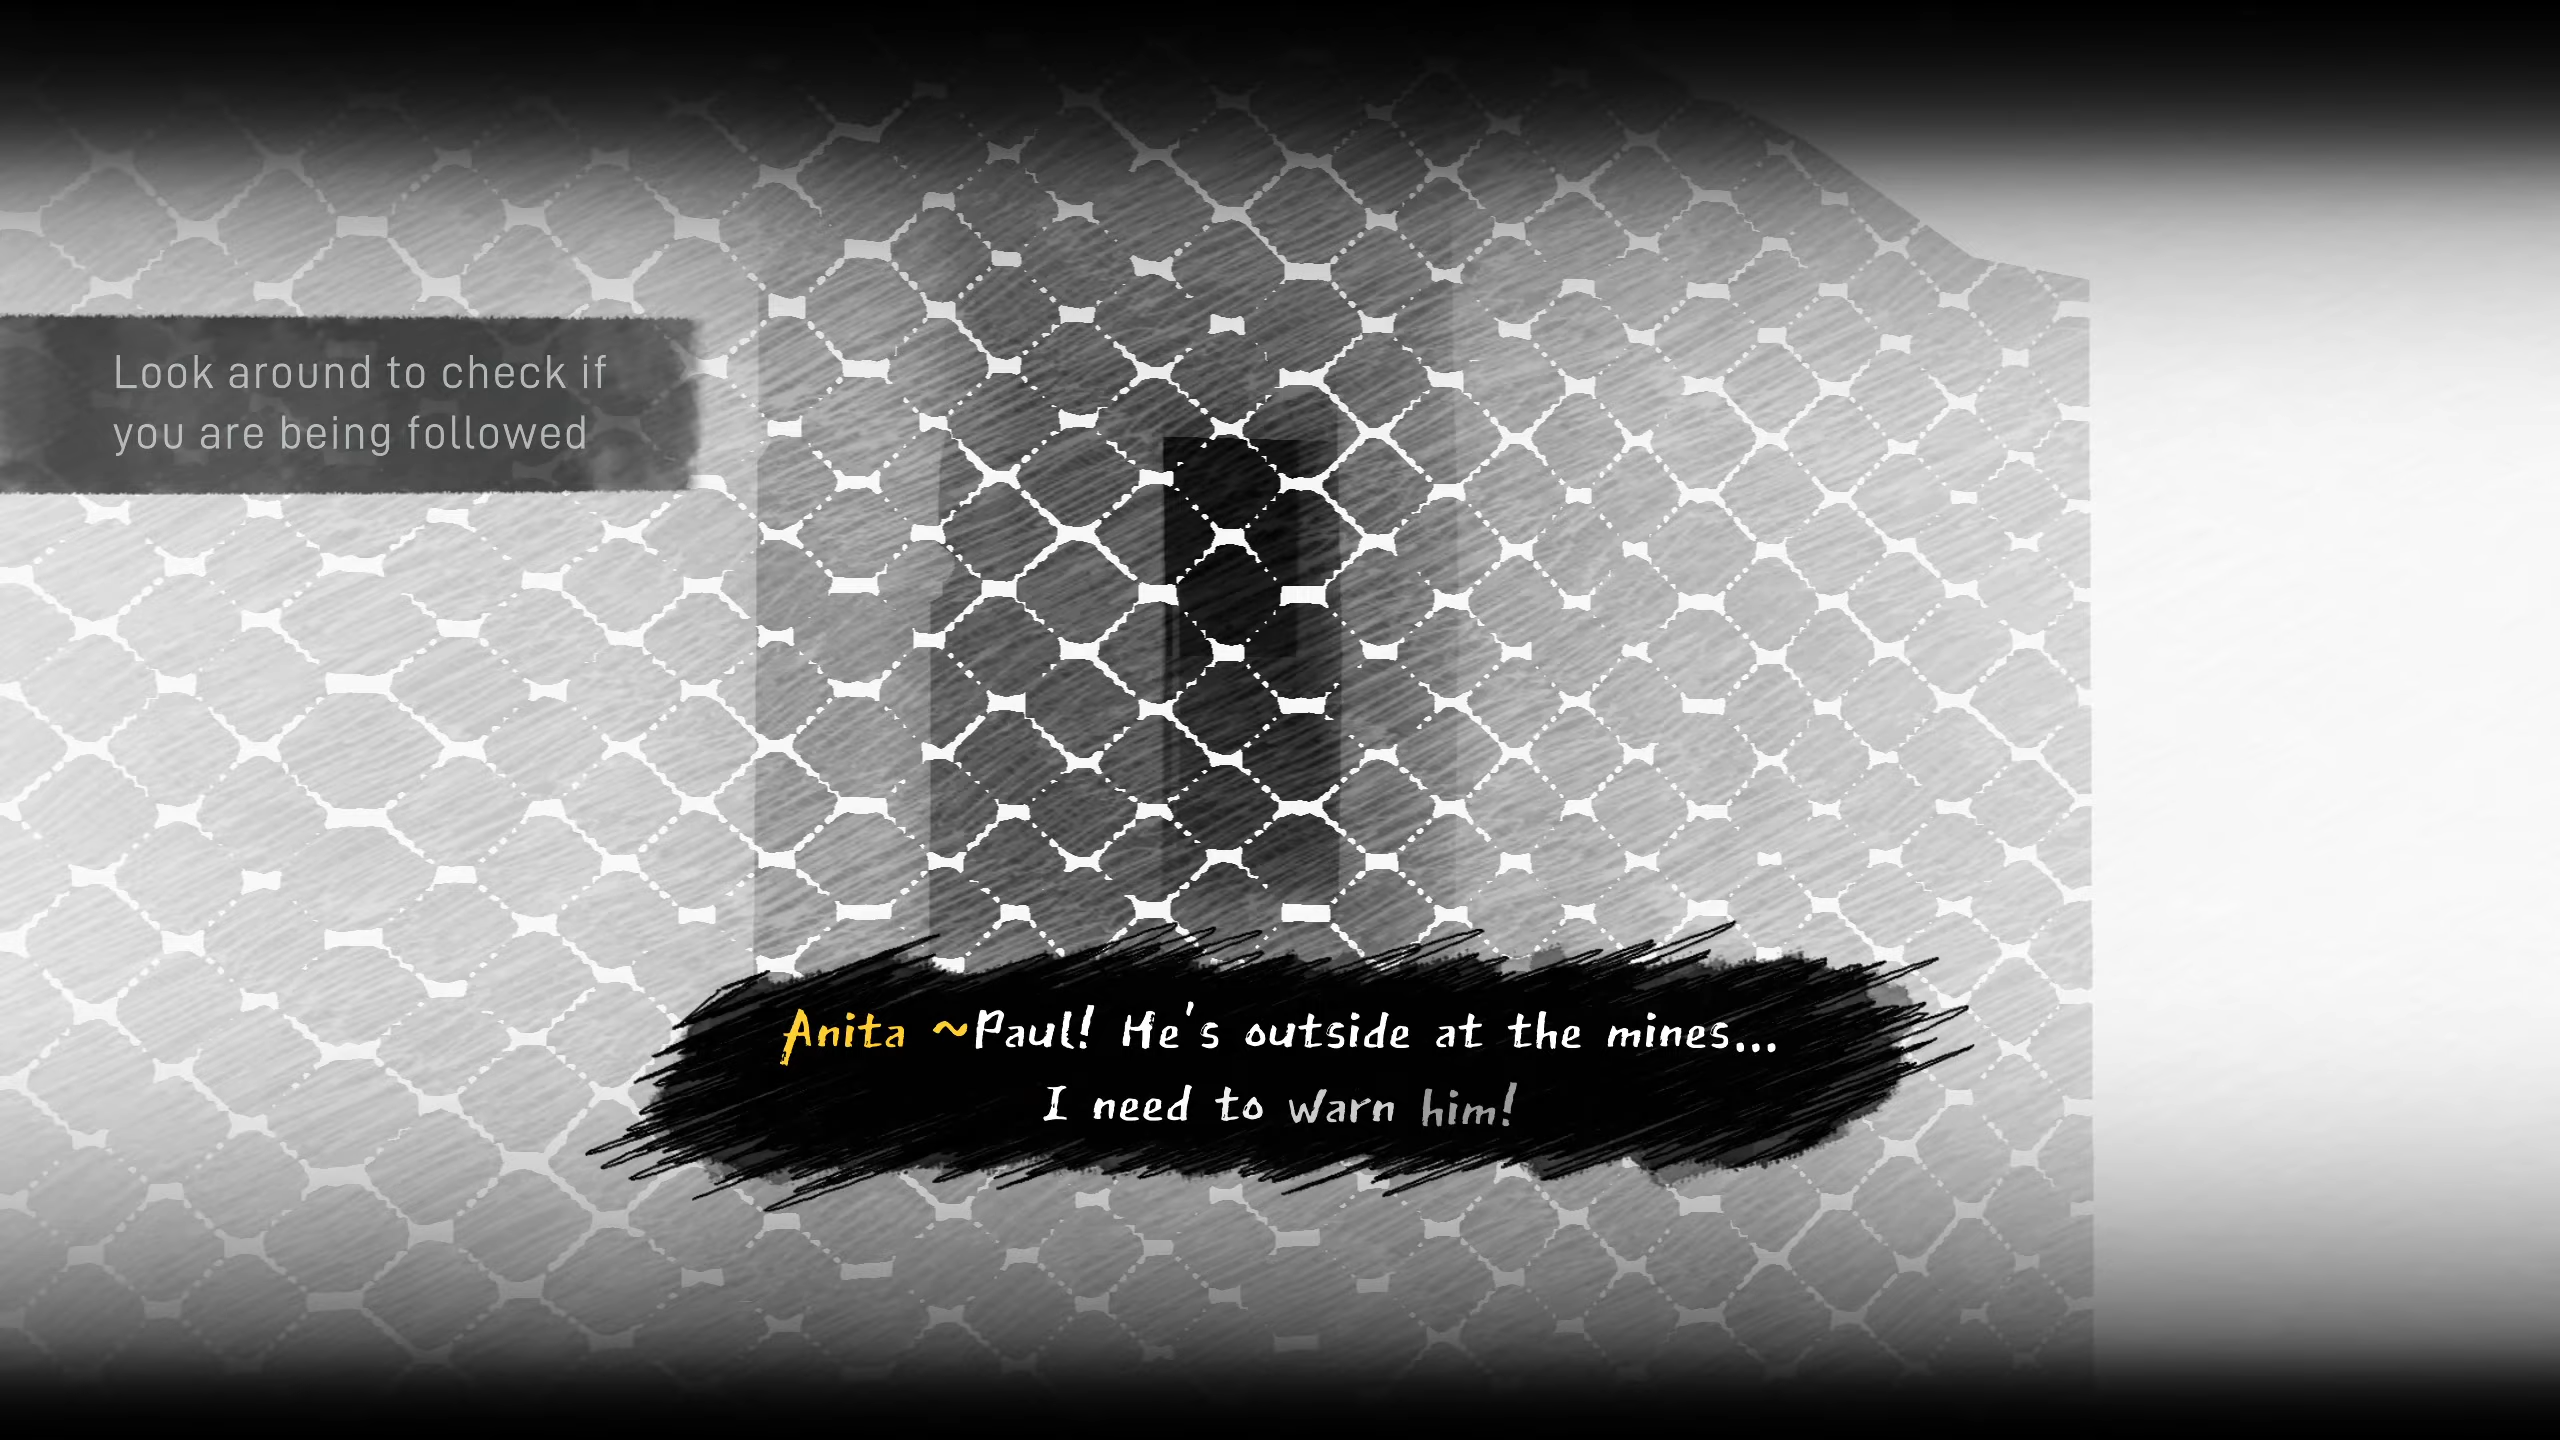 Look around to check if
you are being followed
Anita ~Paul! He's outside at the mines...
I need to warn him!